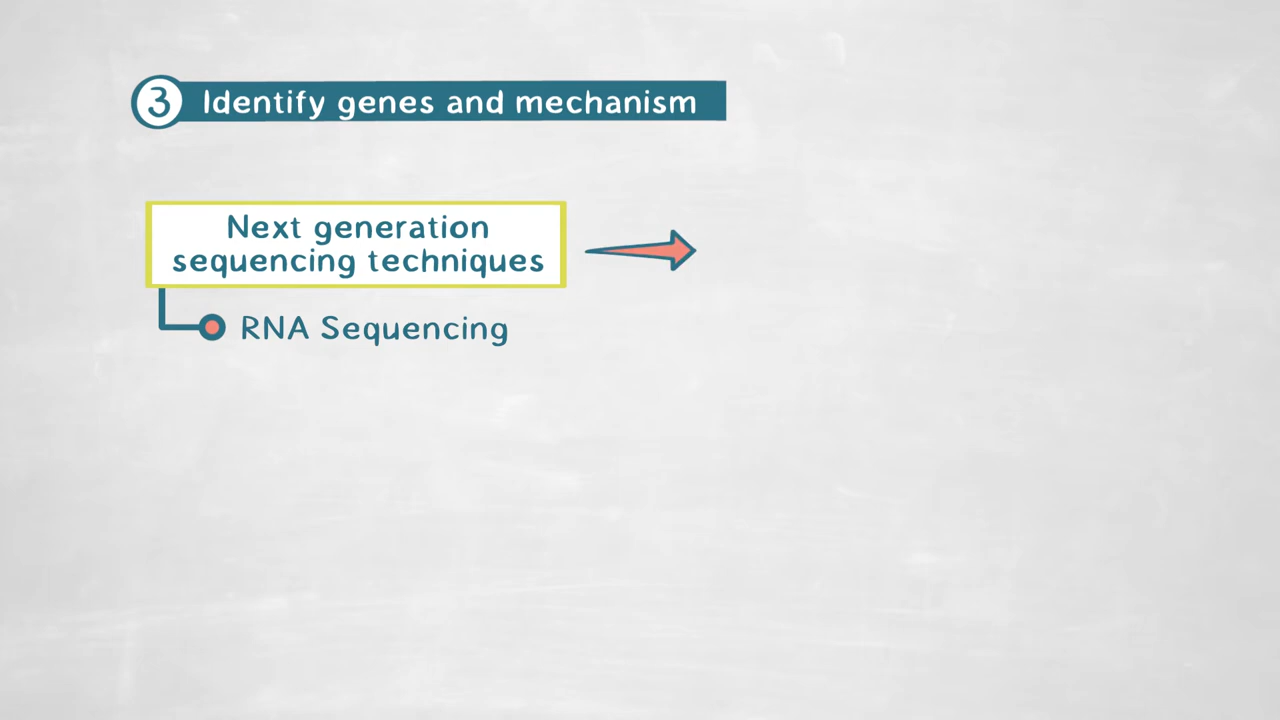 3 Identify genes and mechanism
Next generation
sequencing techniques
RNA Sequencing